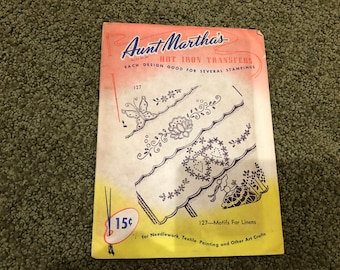 Aunt Martha's
HOT IRON TRANSFERS
EACH DESIGN GOOD FOR SEVERAL STAMPINGS
127
15¢
127—Motifs For Linens
For Needlework, Textile Painting and Other Art Crafts